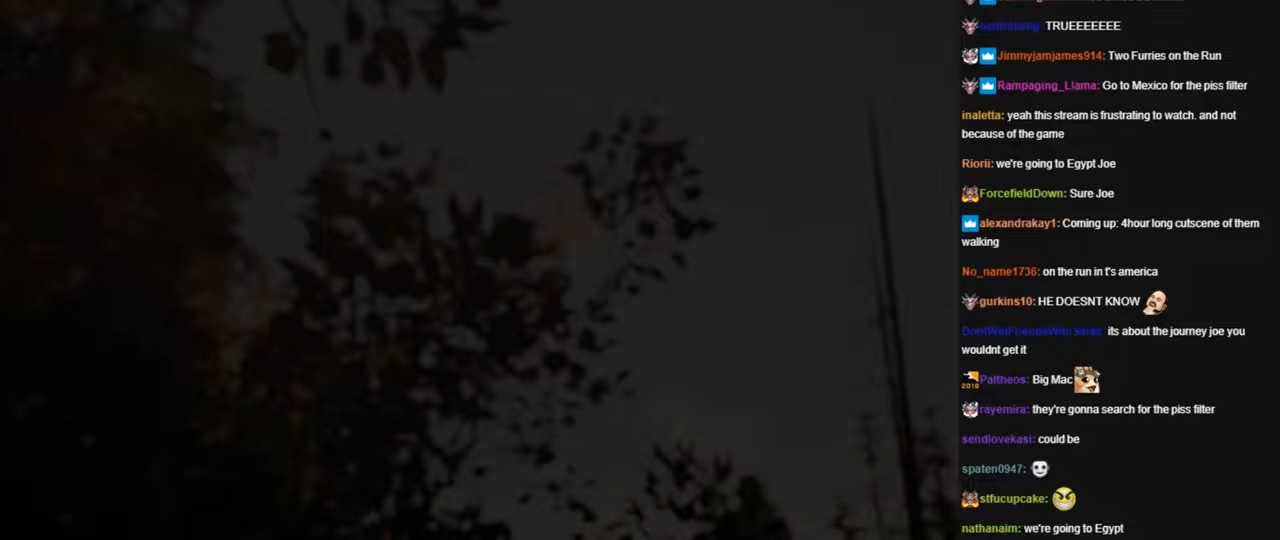 TRUEEEEEEE
Jimmyjamjames914: Two Furries on the Run
Rampaging_Llama: Go to Mexico for the piss filter
inaletta: yeah this stream is frustrating to watch. and not
because of the game
Riorii: we're going to Egypt Joe
ForcefieldDown: Sure Joe
alexandrakay1: Coming up: 4hour long cutscene of them
walking
No_name1736: on the run in t's america
gurkins10: HE DOESNT KNOW
its about the journey joe you
wouldnt get it
2018 Paltheos: Big Mac
rayemira: they're gonna search for the piss filter
sendlovekasi: could be
spaten0947:
stfucupcake:
nathanaim: we're going to Egypt